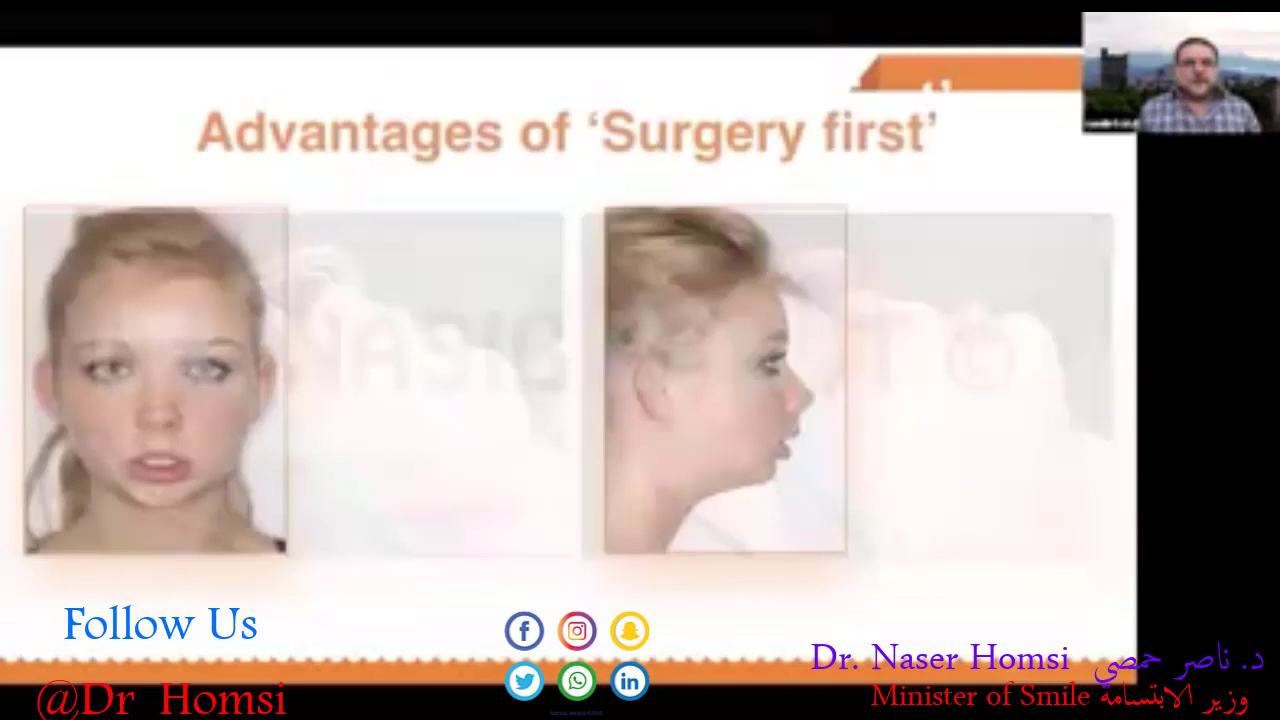 Advantages of ‘Surgery first’
Follow Us
@Dr Homsi
Dr. Naser Homsi د. ناصر حمصي
Minister of Smile وزير الابتسامة